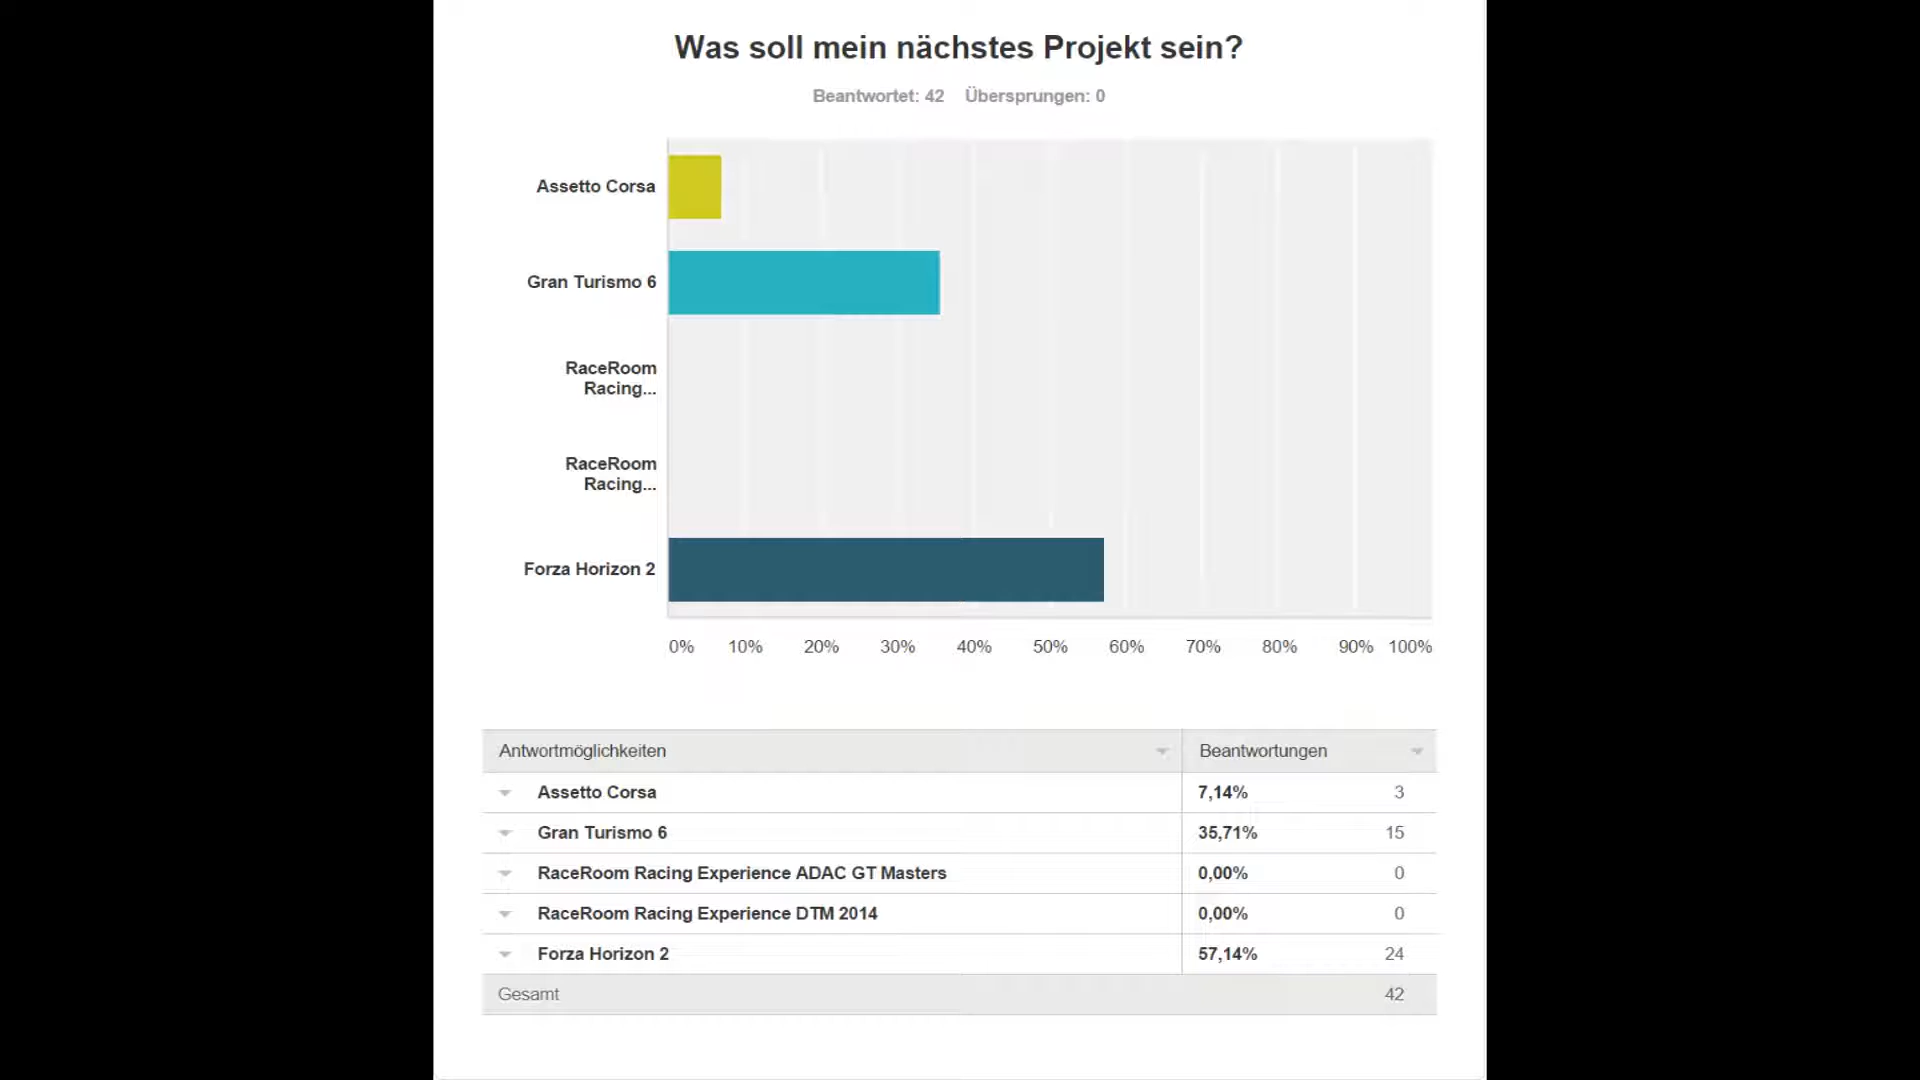 Was soll mein nächstes Projekt sein?
Beantwortet: 42 Übersprungen: 0
Assetto Corsa
Gran Turismo 6
RaceRoom
Racing...
RaceRoom
Racing...
Forza Horizon 2
0% 10% 20% 30% 40% 50% 60% 70% 80% 90% 100%
Antwortmöglichkeiten Beantwortungen
Assetto Corsa 7,14% 3
Gran Turismo 6 35,71% 15
RaceRoom Racing Experience ADAC GT Masters 0,00% 0
RaceRoom Racing Experience DTM 2014 0,00% 0
Forza Horizon 2 57,14% 24
Gesamt 42